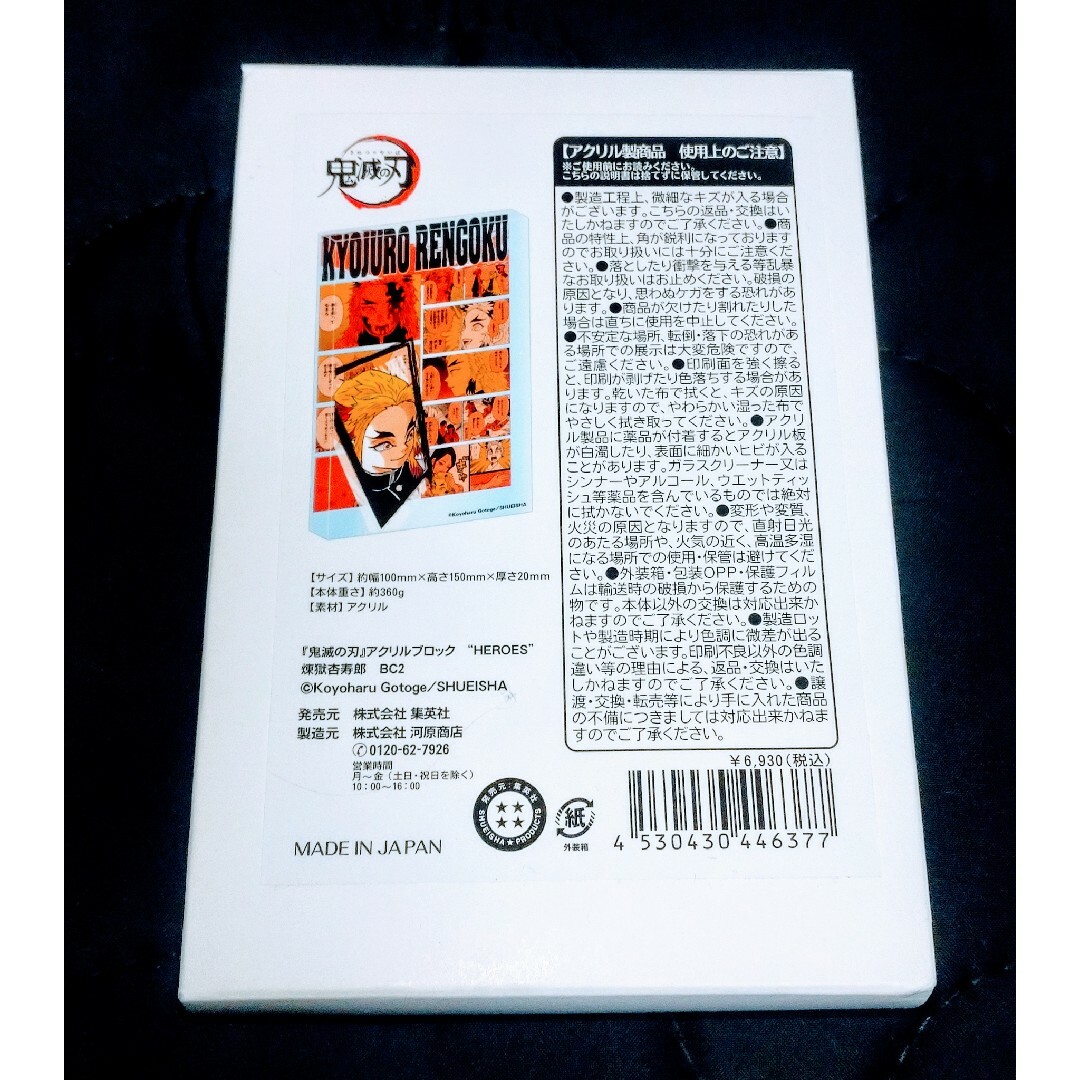 きめつのやいば
鬼滅の刃
KYOJURO RENGOKU
©Koyoharu Gotoge/SHUEISHA
【サイズ】約幅100mm×高さ150mm×厚さ20mm
【本体重さ】約360g
【素材】アクリル
『鬼滅の刃』アクリルブロック “HEROES”
煉獄杏寿郎 BC2
©Koyoharu Gotoge/SHUEISHA
発売元 株式会社 集英社
製造元 株式会社 河原商店
0120-62-7926
営業時間
月～金（土日・祝日を除く）
10：00～16：00
MADE IN JAPAN
【アクリル製商品 使用上のご注意】
※ご使用前にお読みください。
こちらの説明書は捨てずに保管してください。
●製造工程上、微細なキズが入る場合
がございます。こちらの返品・交換はい
たしかねますのでご了承ください。●商
品の特性上、角が鋭利になっております
のでお取り扱いには十分にご注意くだ
さい。●落としたり衝撃を与える等乱暴
なお取り扱いはお止めください。破損の
原因となり、思わぬケガをする恐れがあ
ります。●商品が欠けたり割れたりした
場合は直ちに使用を中止してください。
●不安定な場所、転倒・落下の恐れがあ
る場所での展示は大変危険ですので、
ご遠慮ください。●印刷面を強く擦る
と、印刷が剥げたり色落ちする場合があ
ります。乾いた布で拭くと、キズの原因
になりますので、やわらかい湿った布で
やさしく拭き取ってください。●アクリ
ル製品に薬品が付着するとアクリル板
が白濁したり、表面に細かいヒビが入る
ことがあります。ガラスクリーナー又は
シンナーやアルコール、ウエットティッ
シュ等薬品を含んでいるものでは絶対
に拭かないでください。●変形や変質、
火災の原因となりますので、直射日光
のあたる場所や、火気の近く、高温多湿
になる場所での使用・保管は避けてくだ
さい。●外装箱・包装OPP・保護フィル
ムは輸送時の破損から保護するための
物です。本体以外の交換は対応出来か
ねますのでご了承ください。●製造ロッ
トや製造時期により色調に微差が出る
ことがございます。印刷不良以外の色調
違い等の理由による、返品・交換はいた
しかねますのでご了承ください。●譲
渡・交換・転売等により手に入れた商品
の不備につきましては対応出来かねま
すのでご了承ください。
￥6,930（税込）
発売元：集英社
SHUEISHA★PRODUCTS
紙
外装箱
4 530430 446377